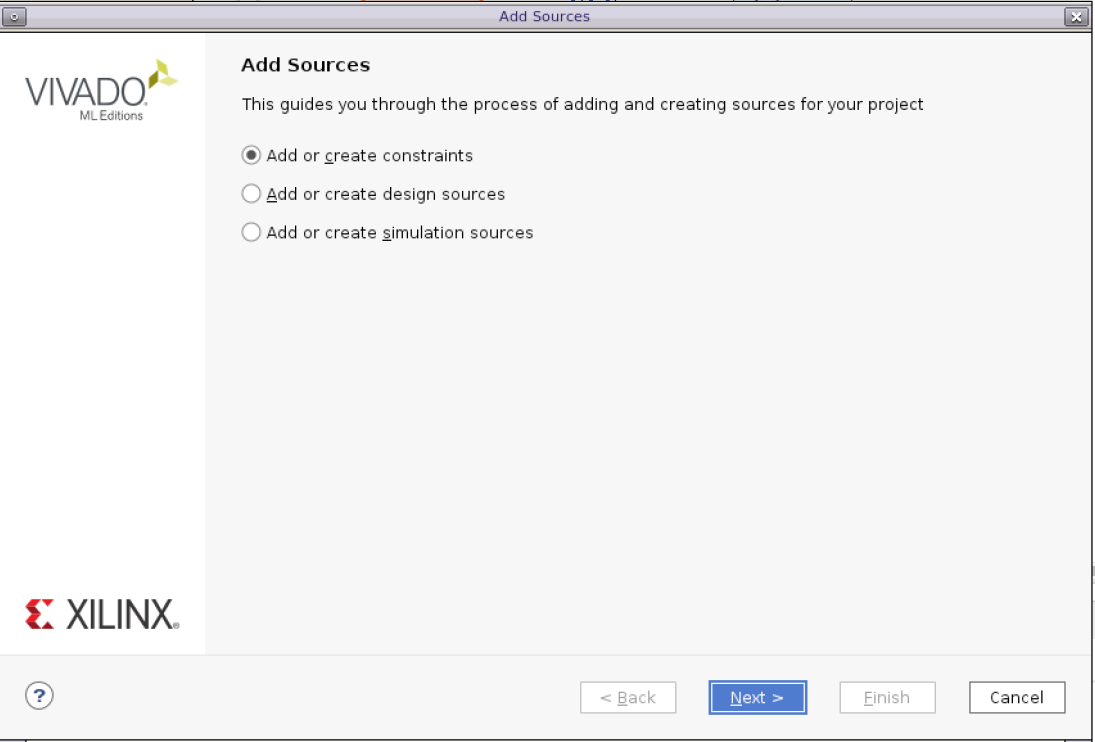 Add Sources
VIVADO
ML Editions
Add Sources
This guides you through the process of adding and creating sources for your project
Add or create constraints
Add or create design sources
Add or create simulation sources
XILINX
?
< Back
Next >
Finish
Cancel